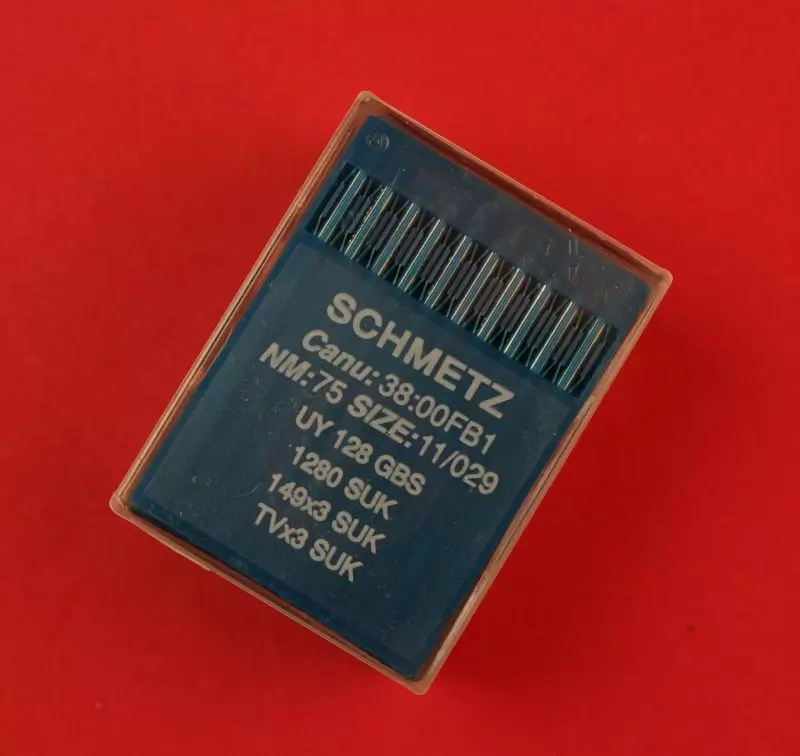 SCHMETZ
Canu: 38:00FB1
NM:75 SIZE:11/029
UY 128 GBS
1280 SUK
149x3 SUK
TVx3 SUK